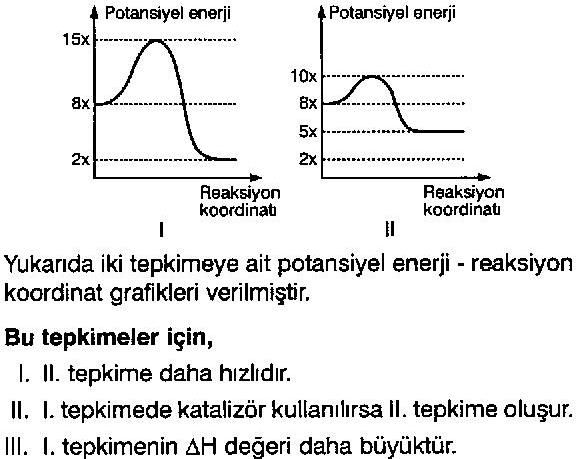 Potansiyel enerji
15x
8x
2x
Reaksiyon
koordinatı
I
Potansiyel enerji
10x
8x
5x
2x
Reaksiyon
koordinatı
II
Yukarıda iki tepkimeye ait potansiyel enerji - reaksiyon
koordinat grafikleri verilmiştir.
Bu tepkimeler için,
I. II. tepkime daha hızlıdır.
II. I. tepkimede katalizör kullanılırsa II. tepkime oluşur.
III. I. tepkimenin ΔH değeri daha büyüktür.